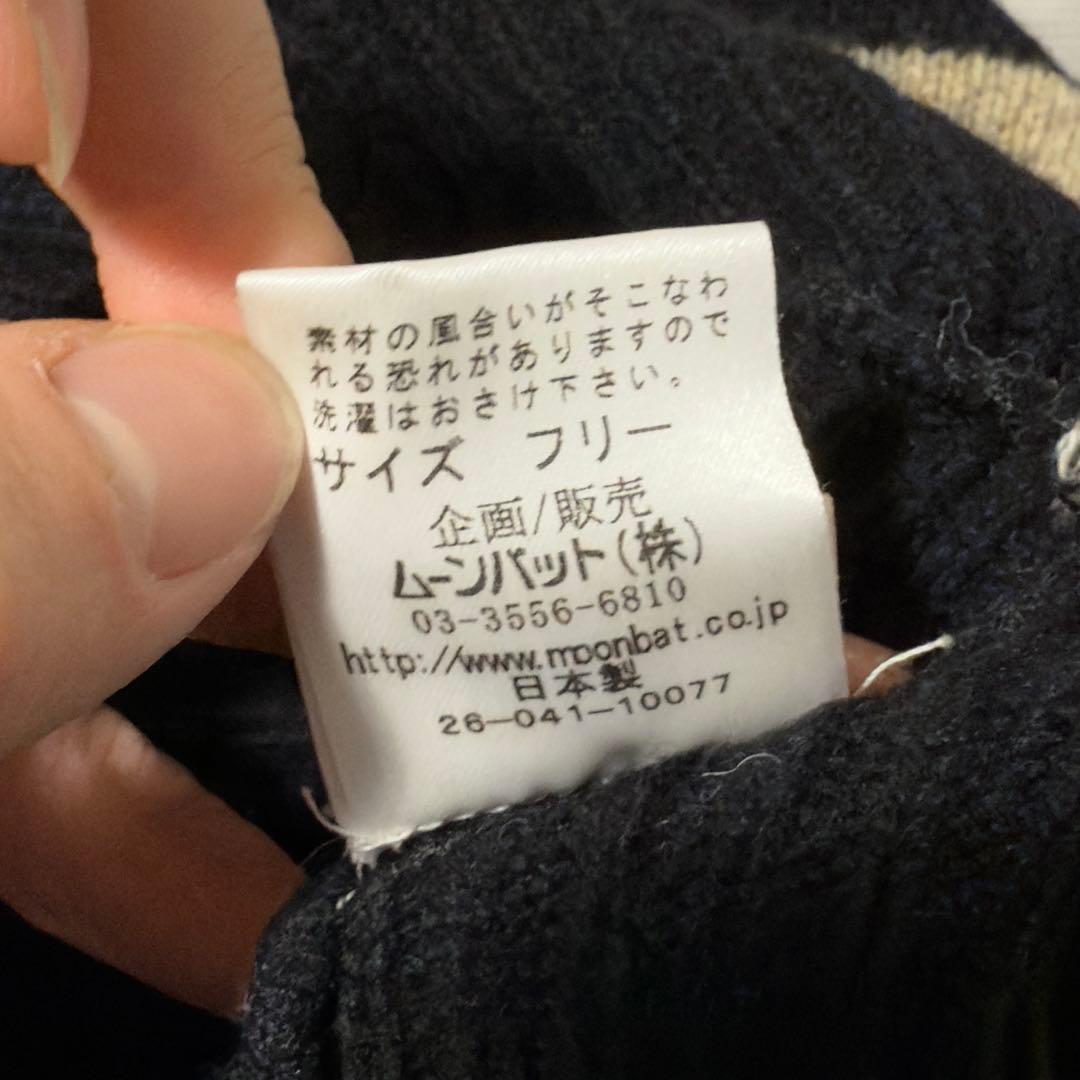 素材の風合いがそこなわ
れる恐れがありますので
洗濯はおさけ下さい。
サイズ フリー
企画/販売
ムーンバット(株)
03-3556-6810
http://www.moonbat.co.jp
日本製
26-041-10077